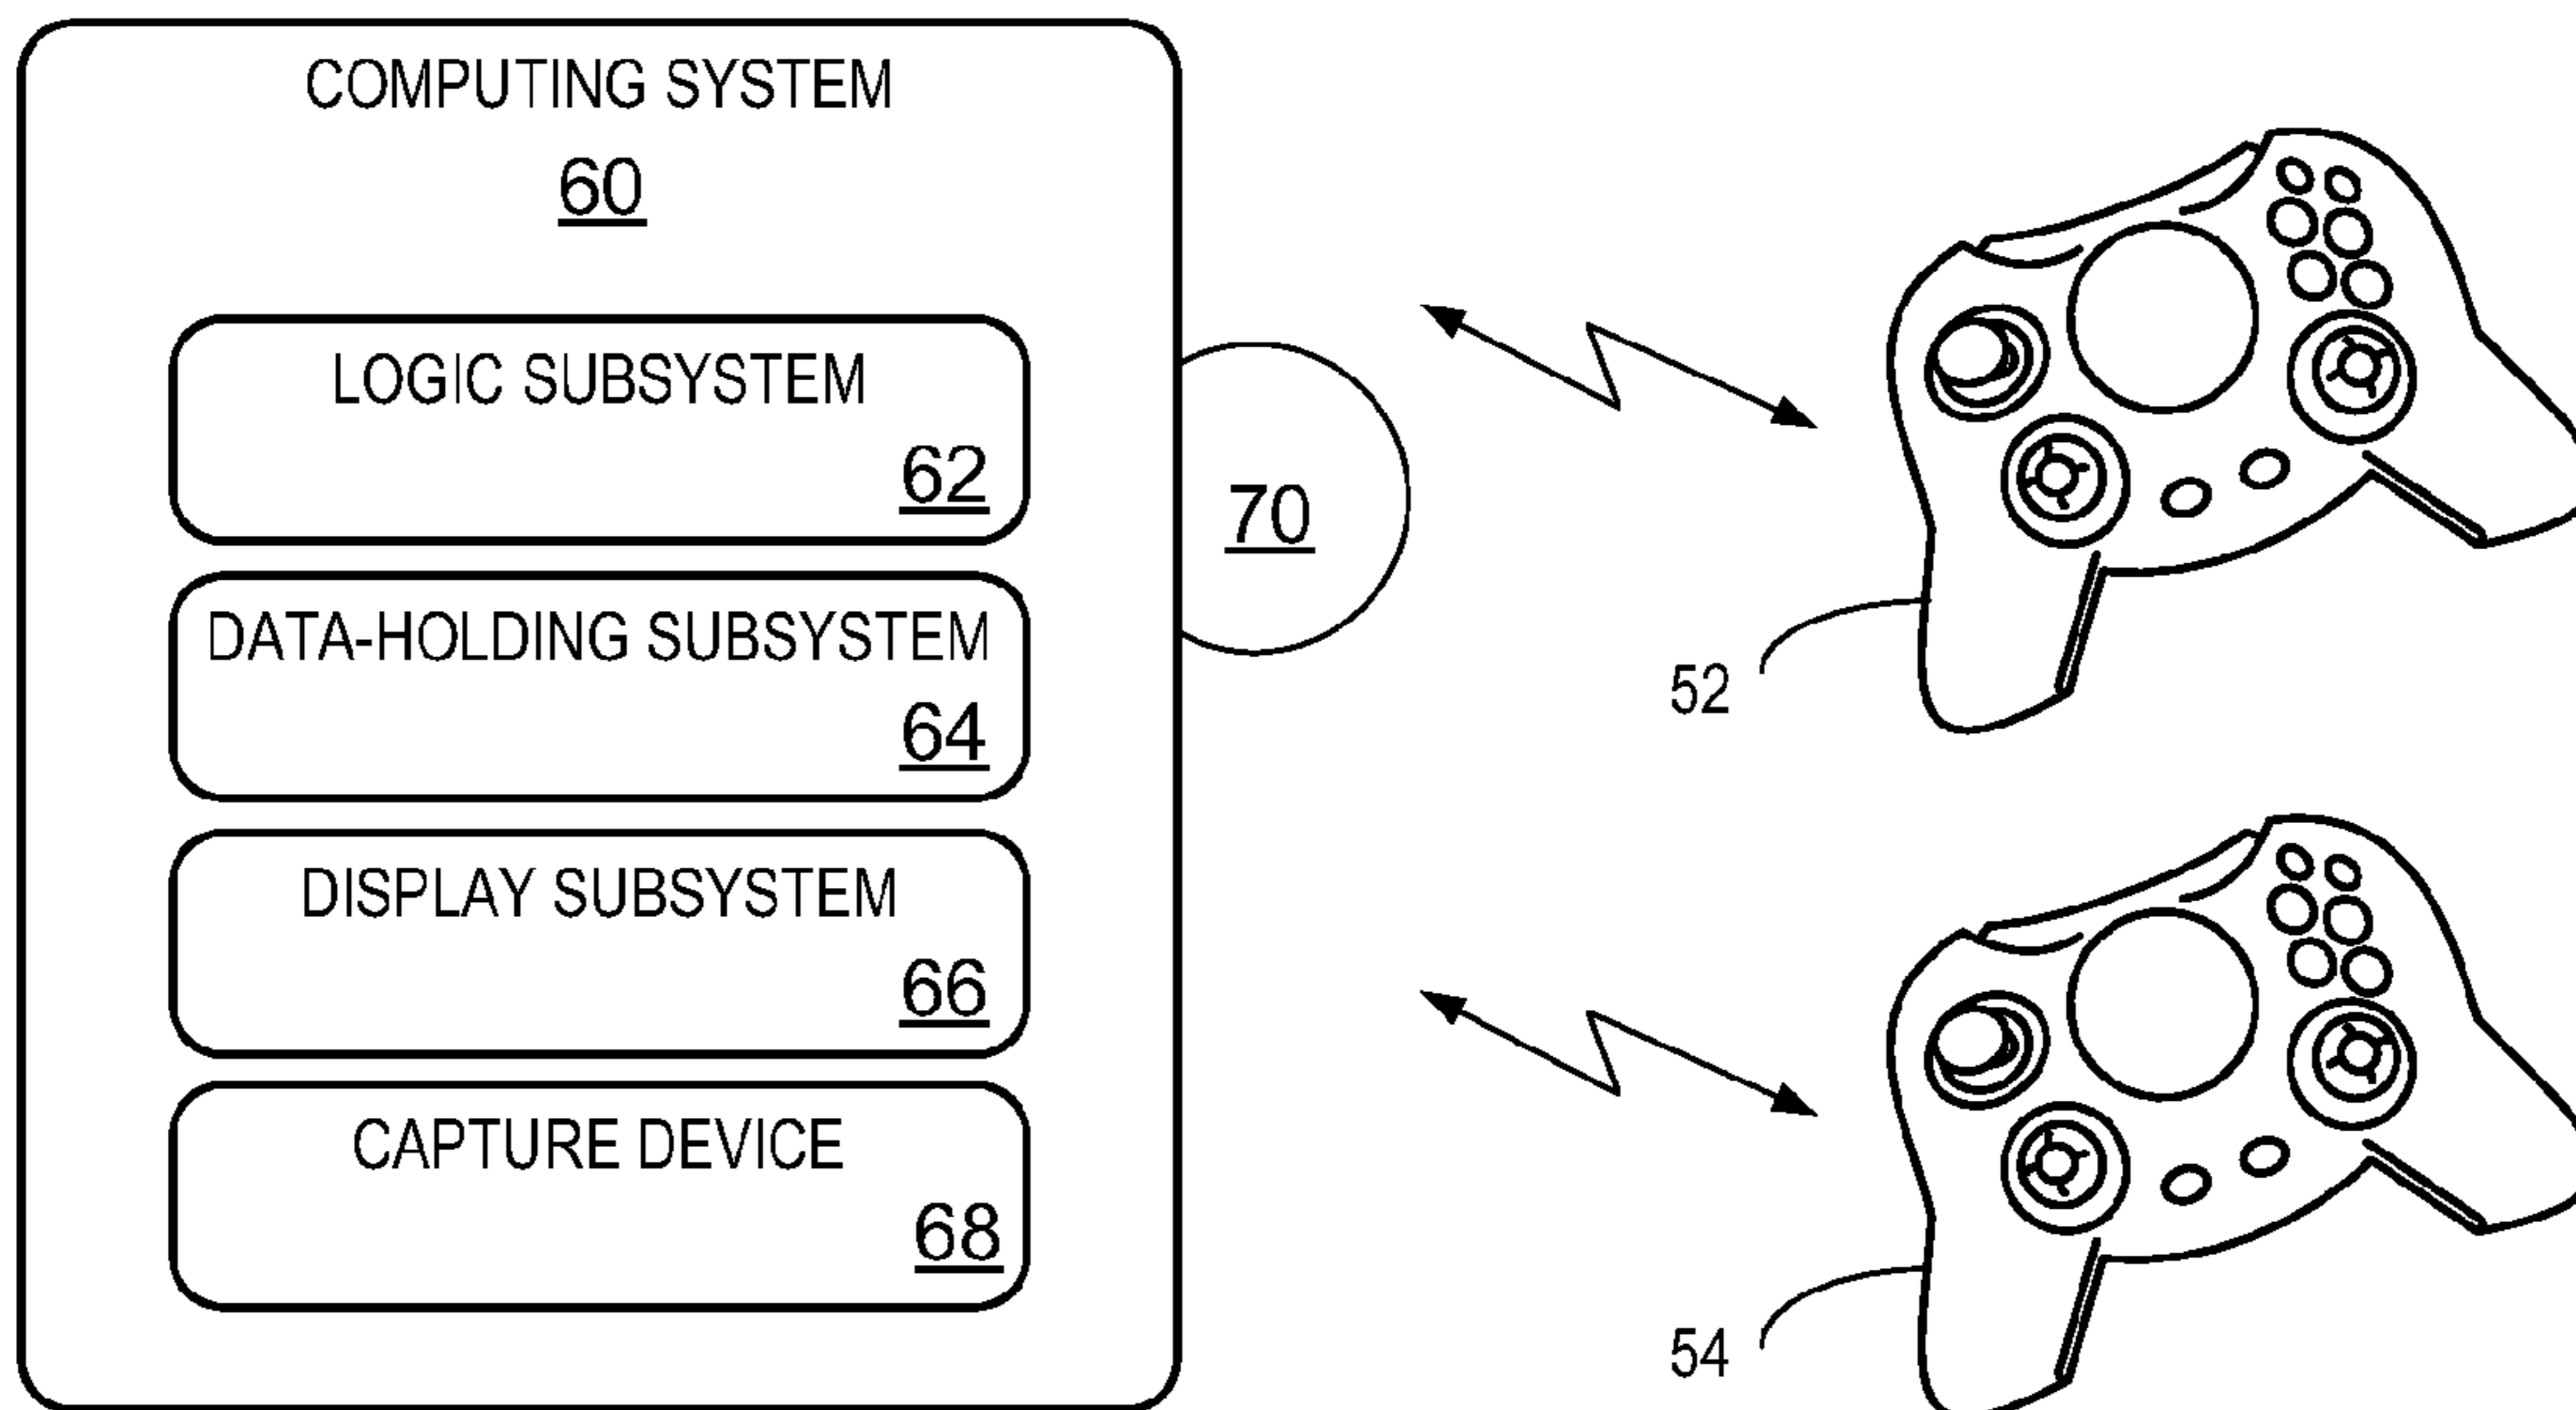 COMPUTING SYSTEM
60
LOGIC SUBSYSTEM
62
DATA-HOLDING SUBSYSTEM
64
DISPLAY SUBSYSTEM
66
CAPTURE DEVICE
68
70
52
54